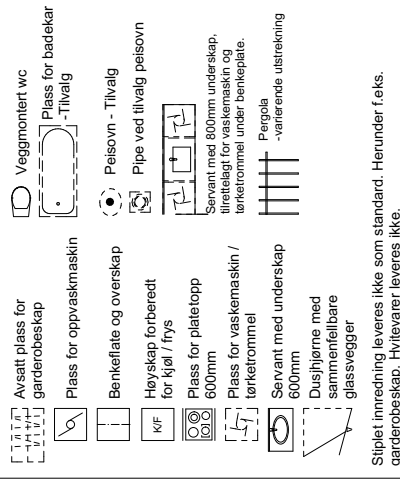 Avsatt plass for
garderobeskap
Plass for oppvaskmaskin
Benkeflate og overskap
K/F
Høyskap forberedt
for kjøl / frys
Plass for platetopp
600mm
Plass for vaskemaskin /
tørketrommel
Servant med underskap
600mm
Dusjhjørne med
sammenfellbare
glassvegger
Veggmontert wc
Plass for badekar
-Tilvalg
Peisovn - Tilvalg
Pipe ved tilvalg peisovn
Servant med 800mm underskap,
tilrettelagt for vaskemaskin og
tørketrommel under benkeplate.
Pergola
-varierende utstrekning
Stiplet innredning leveres ikke som standard. Herunder f.eks.
garderobeskap. Hvitevarer leveres ikke.